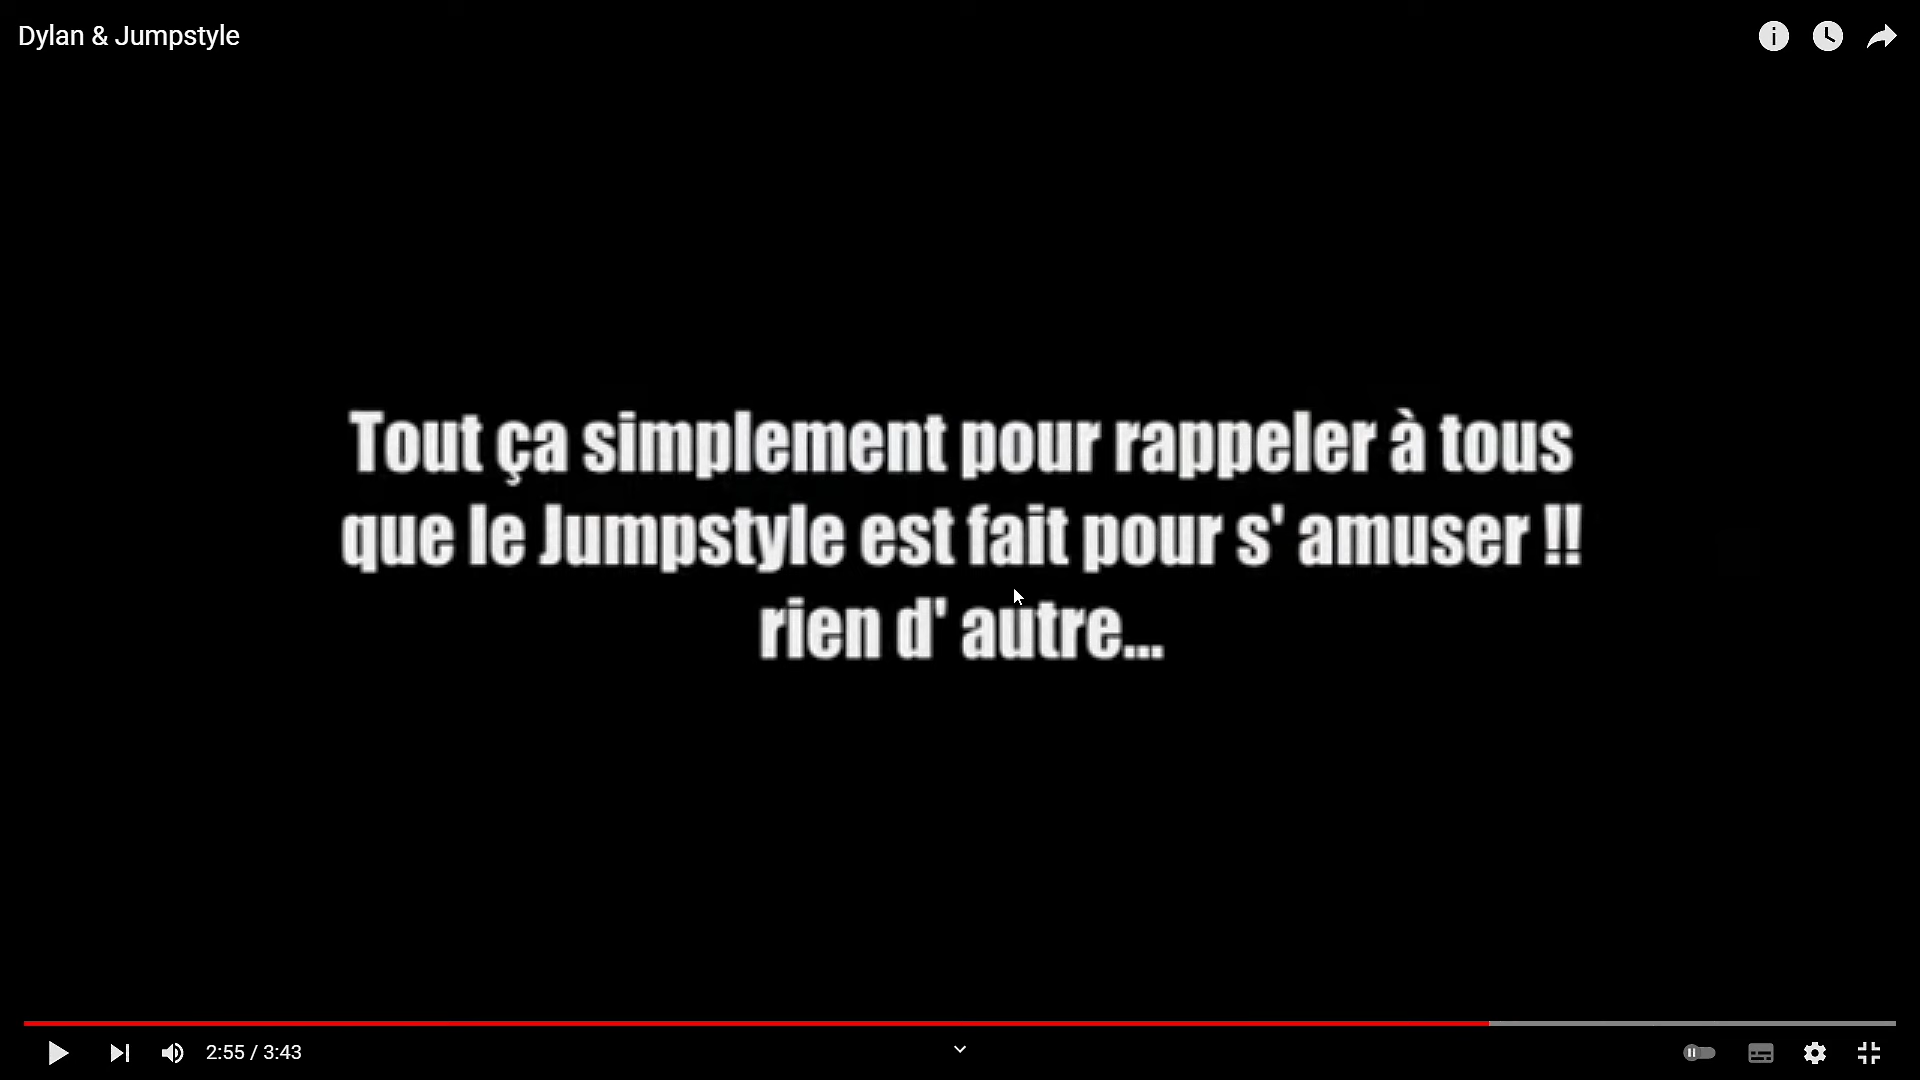 Dylan & Jumpstyle
Tout ça simplement pour rappeler à tous
que le Jumpstyle est fait pour s' amuser !!
rien d' autre...
2:55 / 3:43